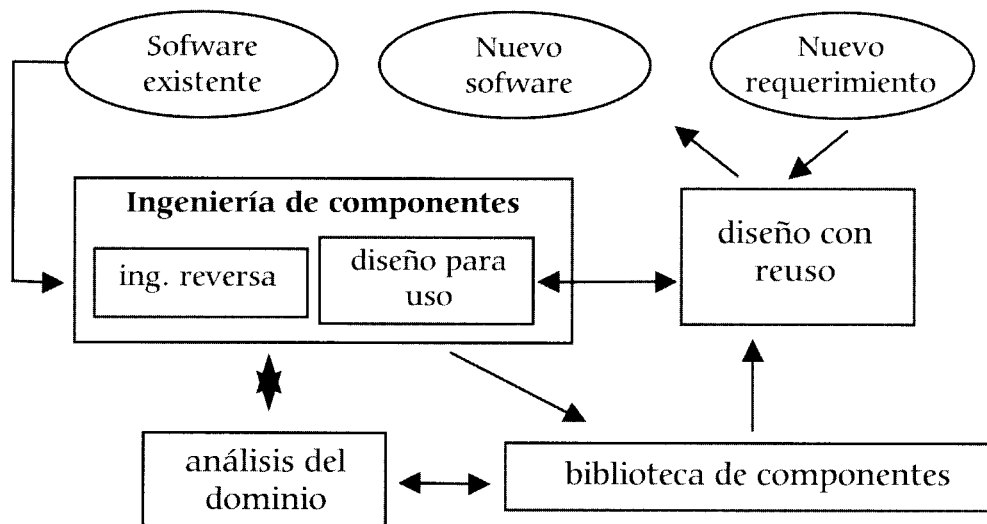 Sofware
existente
Nuevo
sofware
Nuevo
requerimiento
Ingeniería de componentes
ing. reversa
diseño para
uso
diseño con
reuso
análisis del
dominio
biblioteca de componentes